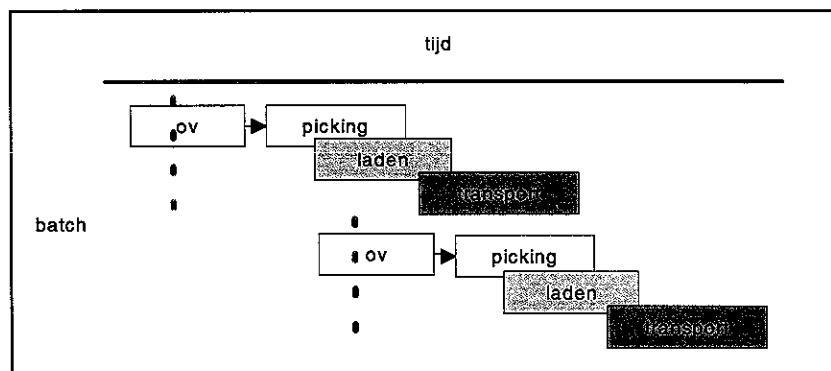 tijd
ov
picking
laden
transport
batch
ov
picking
laden
transport